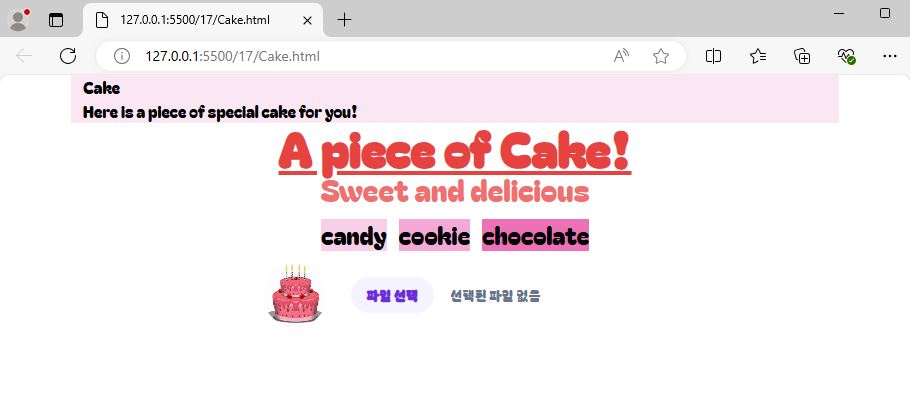 127.0.0.1:5500/17/Cake.html
127.0.0.1:5500/17/Cake.html
Cake
Here is a piece of special cake for you!
A piece of Cake!
Sweet and delicious
candy cookie chocolate
파일 선택 선택된 파일 없음